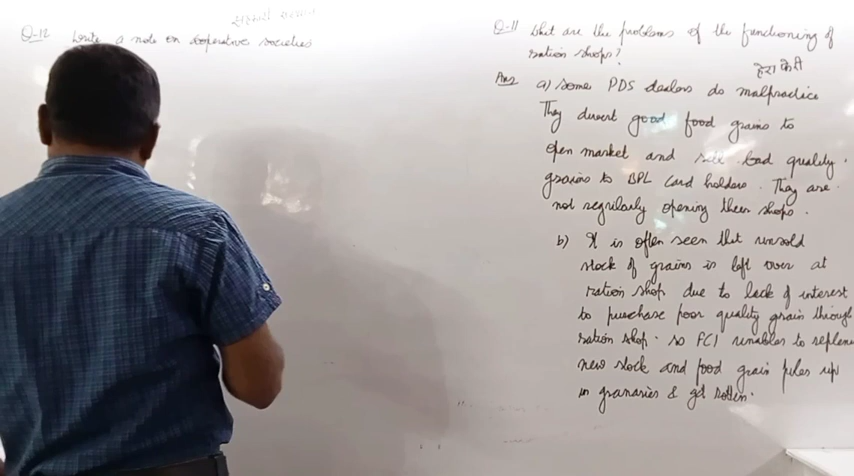 Q-12 Write a note on cooperative societies
Q-11 What are the problems of the functioning of
ration shops?
हेरा फेरी
Ans a) Some PDS dealers do malpractice
They divert good food grains to
open market and sale bad quality.
grains to BPL Card holders. They are.
not regularly opening their shops.
b) It is often seen that unsold
stock of grains is left over at
ration shop due to lack of interest
to purchase poor quality grain through
ration shop. so FCI unables to replen
new stock and food grain piles up
in granaries & get rotten.